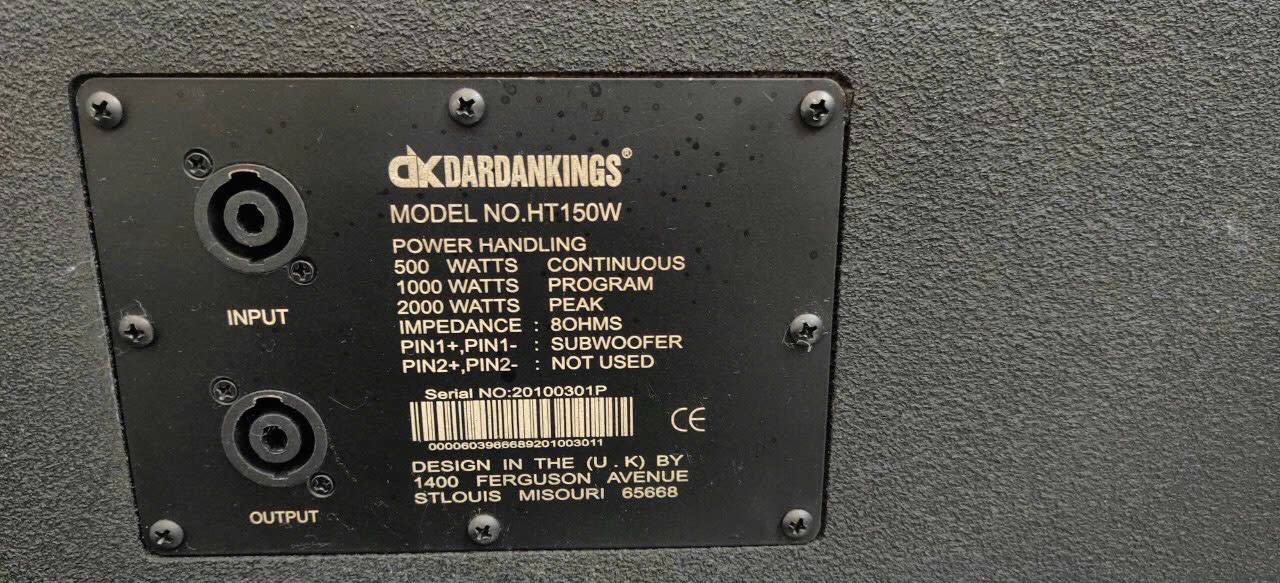 dk DARDANKINGS®
MODEL NO.HT150W
POWER HANDLING
500 WATTS CONTINUOUS
1000 WATTS PROGRAM
2000 WATTS PEAK
IMPEDANCE : 8OHMS
PIN1+,PIN1- : SUBWOOFER
PIN2+,PIN2- : NOT USED
INPUT
Serial NO:20100301P
0000603966689201003011
CE
DESIGN IN THE (U.K) BY
1400 FERGUSON AVENUE
STLOUIS MISOURI 65668
OUTPUT